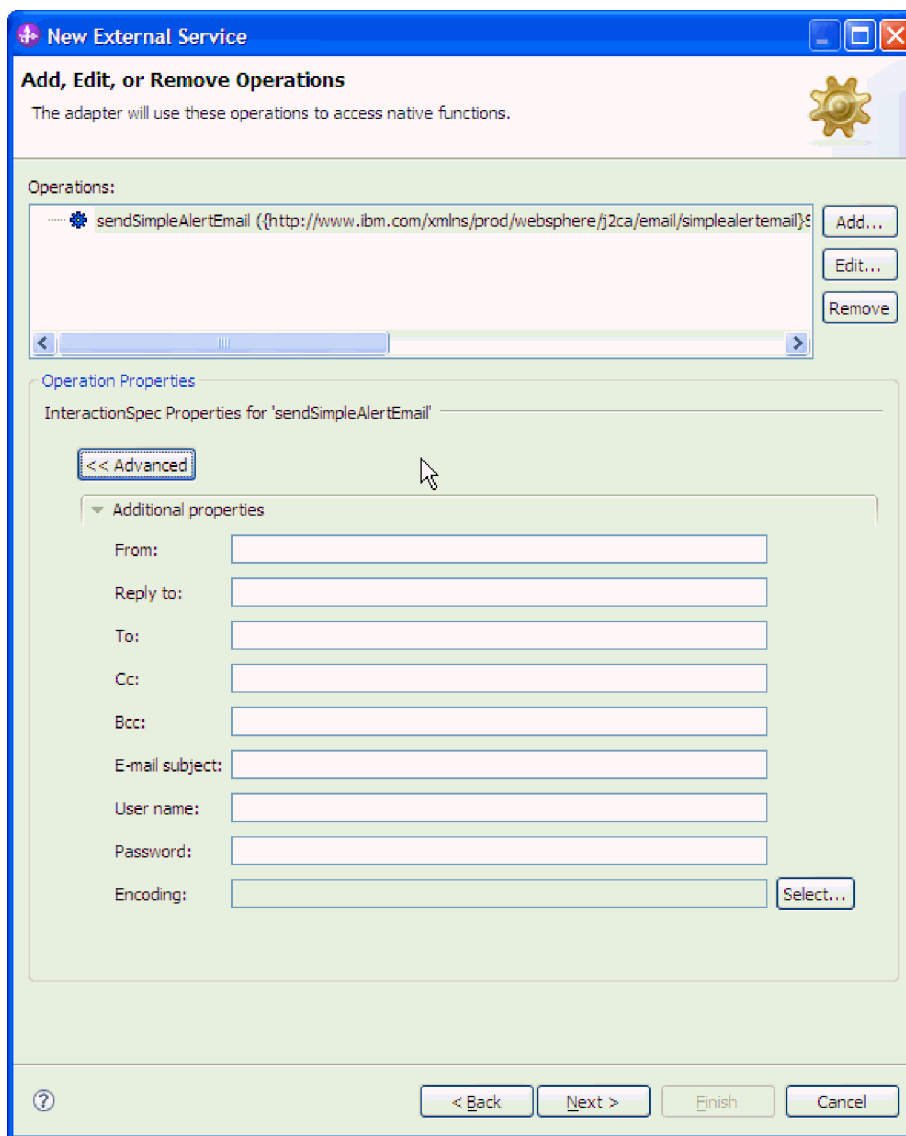 New External Service
Add, Edit, or Remove Operations
The adapter will use these operations to access native functions.
Operations:
sendSimpleAlertEmail ({http://www.ibm.com/xmlns/prod/websphere/j2ca/email/simplealertemail}S
Add...
Edit...
Remove
Operation Properties
InteractionSpec Properties for 'sendSimpleAlertEmail'
<< Advanced
Additional properties
From:
Reply to:
To:
Cc:
Bcc:
E-mail subject:
User name:
Password:
Encoding:
Select...
?
< Back
Next >
Finish
Cancel